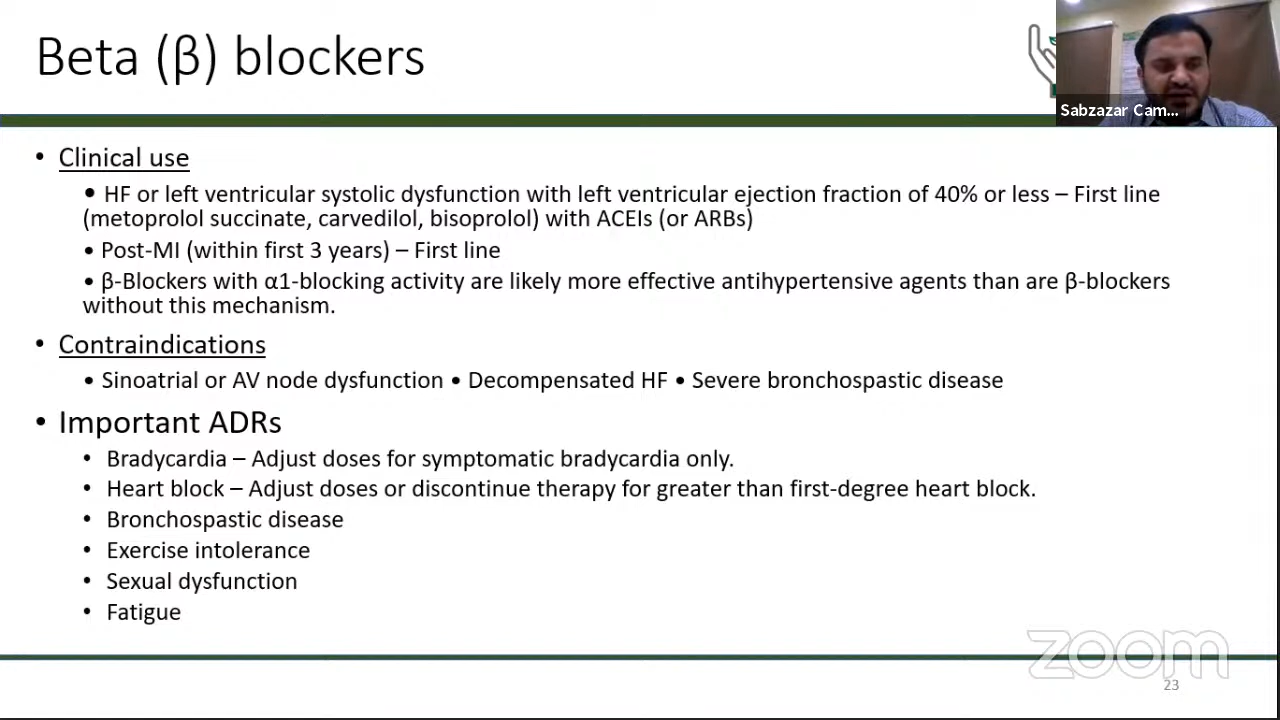 Beta (β) blockers
Sabzazar Cam...
• Clinical use
• HF or left ventricular systolic dysfunction with left ventricular ejection fraction of 40% or less – First line
(metoprolol succinate, carvedilol, bisoprolol) with ACEIs (or ARBs)
• Post-MI (within first 3 years) – First line
• β-Blockers with α1-blocking activity are likely more effective antihypertensive agents than are β-blockers
without this mechanism.
• Contraindications
• Sinoatrial or AV node dysfunction • Decompensated HF • Severe bronchospastic disease
• Important ADRs
• Bradycardia – Adjust doses for symptomatic bradycardia only.
• Heart block – Adjust doses or discontinue therapy for greater than first-degree heart block.
• Bronchospastic disease
• Exercise intolerance
• Sexual dysfunction
• Fatigue
zoom
23